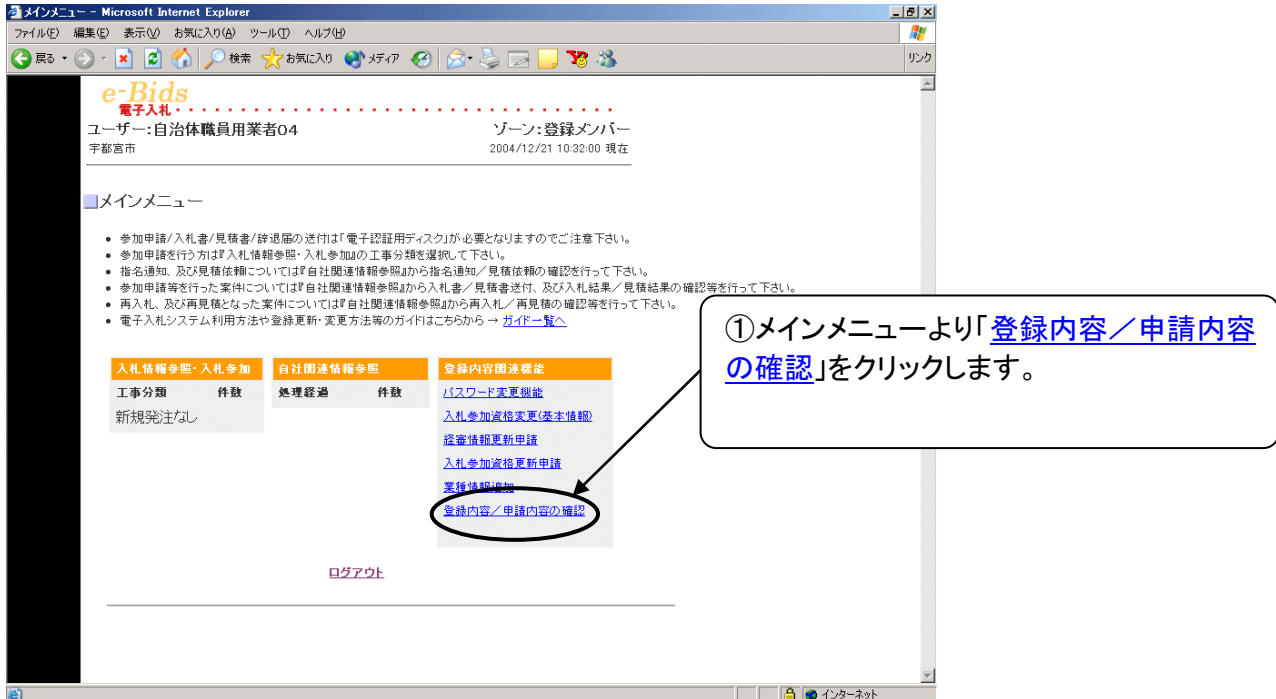 メインメニュー - Microsoft Internet Explorer
ファイル(F) 編集(E) 表示(V) お気に入り(A) ツール(T) ヘルプ(H)
戻る 検索 お気に入り メディア リンク
e-Bids
電子入札
ユーザー:自治体職員用業者04 ゾーン:登録メンバー
宇都宮市 2004/12/21 10:32:00 現在
メインメニュー
• 参加申請/入札書/見積書/辞退届の送付は「電子認証用ディスク」が必要となりますのでご注意下さい。
• 参加申請を行う方は『入札情報参照・入札参加』の工事分類を選択して下さい。
• 指名通知、及び見積依頼については『自社関連情報参照』から指名通知／見積依頼の確認を行って下さい。
• 参加申請等を行った案件については『自社関連情報参照』から入札書／見積書送付、及び入札結果／見積結果の確認等を行って下さい。
• 再入札、及び再見積となった案件については『自社関連情報参照』から再入札／再見積の確認等を行って下さい。
• 電子入札システム利用方法や登録更新・変更方法等のガイドはこちらから → ガイド一覧へ
①メインメニューより「登録内容／申請内容
の確認」をクリックします。
入札情報参照・入札参加 自社関連情報参照 登録内容関連機能
工事分類 件数 処理経過 件数 パスワード変更機能
新規発注なし 入札参加資格変更(基本情報)
経審情報更新申請
入札参加資格更新申請
業種情報追加
登録内容／申請内容の確認
ログアウト
インターネット